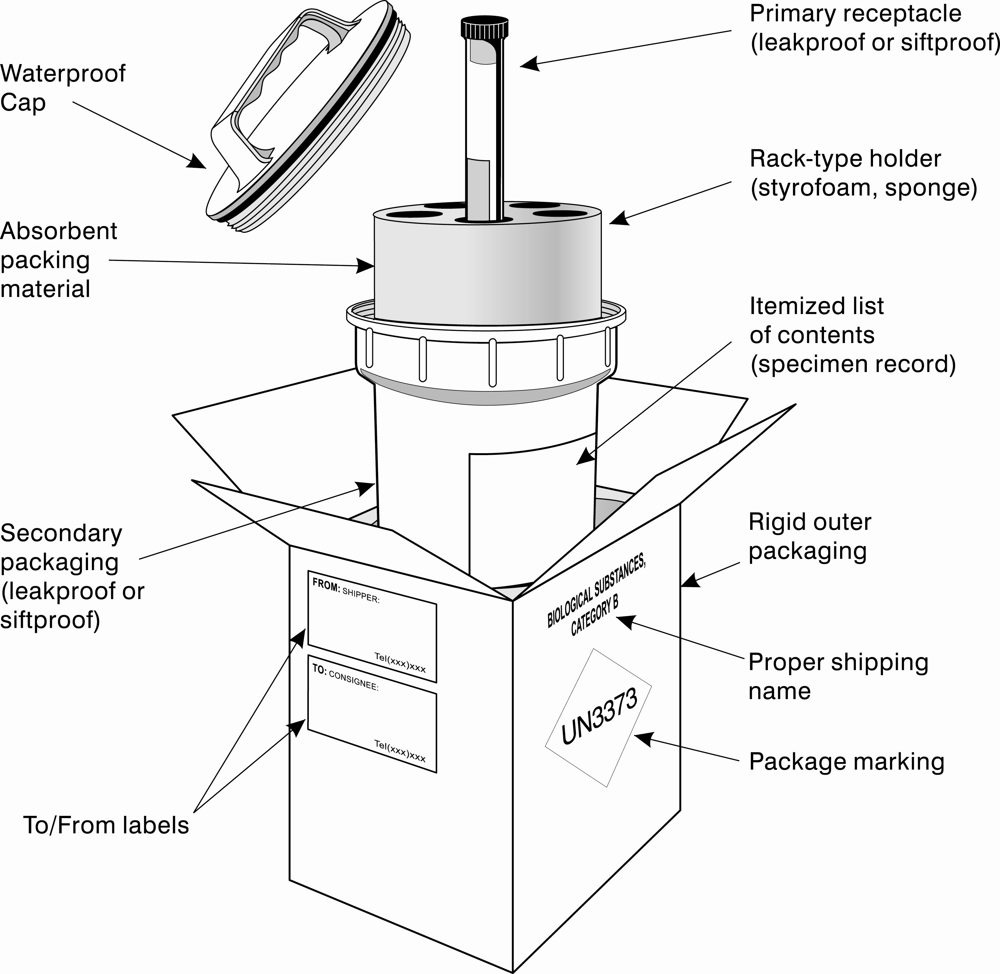 Primary receptacle
(leakproof or siftproof)
Waterproof
Cap
Rack-type holder
(styrofoam, sponge)
Absorbent
packing
material
Itemized list
of contents
(specimen record)
Secondary
packaging
(leakproof or
siftproof)
Rigid outer
packaging
FROM: SHIPPER:
Tel(xxx)xxx
TO: CONSIGNEE:
Tel(xxx)xxx
BIOLOGICAL SUBSTANCES,
CATEGORY B
Proper shipping
name
UN3373
Package marking
To/From labels